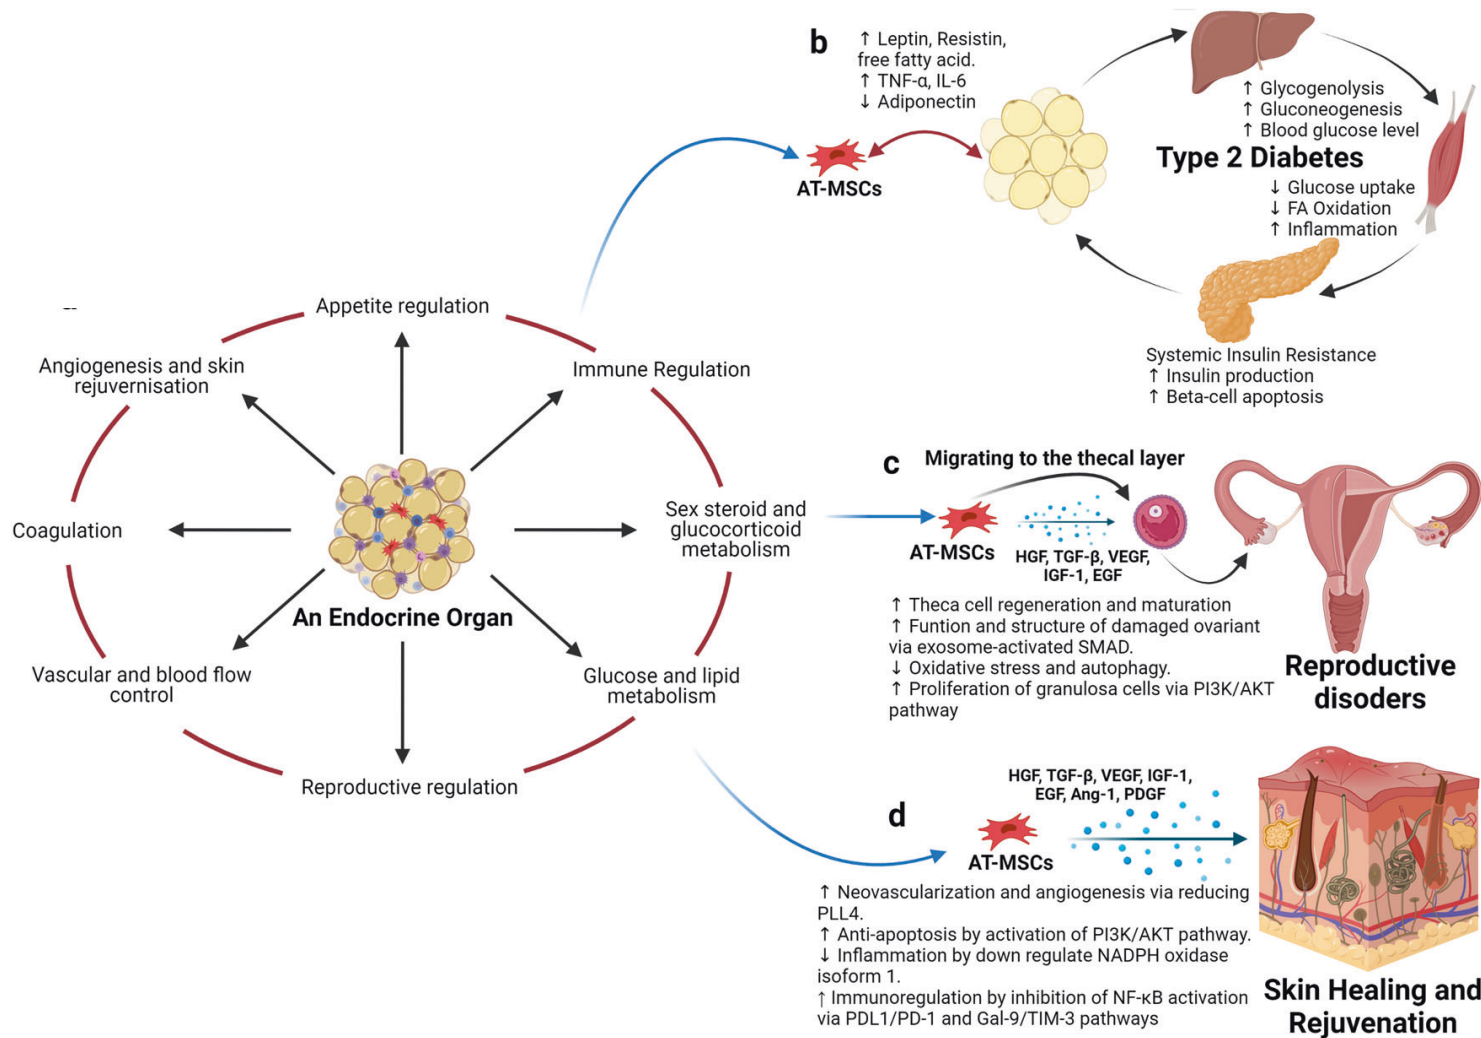 Appetite regulation
Angiogenesis and skin
rejuvernisation
Immune Regulation
Coagulation
Sex steroid and
glucocorticoid
metabolism
An Endocrine Organ
Vascular and blood flow
control
Glucose and lipid
metabolism
Reproductive regulation
b
↑ Leptin, Resistin,
free fatty acid.
↑ TNF-α, IL-6
↓ Adiponectin
AT-MSCs
↑ Glycogenolysis
↑ Gluconeogenesis
↑ Blood glucose level
Type 2 Diabetes
↓ Glucose uptake
↓ FA Oxidation
↑ Inflammation
Systemic Insulin Resistance
↑ Insulin production
↑ Beta-cell apoptosis
c
Migrating to the thecal layer
AT-MSCs
HGF, TGF-β, VEGF,
IGF-1, EGF
↑ Theca cell regeneration and maturation
↑ Funtion and structure of damaged ovariant
via exosome-activated SMAD.
↓ Oxidative stress and autophagy.
↑ Proliferation of granulosa cells via PI3K/AKT
pathway
Reproductive
disoders
d
HGF, TGF-β, VEGF, IGF-1,
EGF, Ang-1, PDGF
AT-MSCs
↑ Neovascularization and angiogenesis via reducing
PLL4.
↑ Anti-apoptosis by activation of PI3K/AKT pathway.
↓ Inflammation by down regulate NADPH oxidase
isoform 1.
↑ Immunoregulation by inhibition of NF-κB activation
via PDL1/PD-1 and Gal-9/TIM-3 pathways
Skin Healing and
Rejuvenation